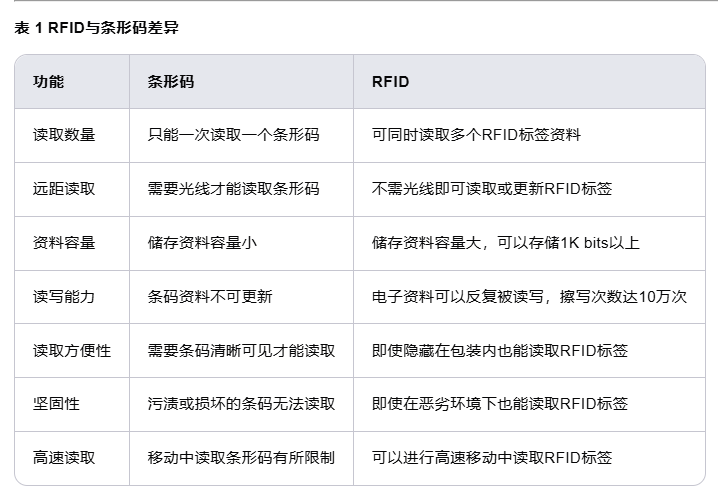 表 1 RFID与条形码差异
功能 条形码 RFID
读取数量 只能一次读取一个条形码 可同时读取多个RFID标签资料
远距读取 需要光线才能读取条形码 不需光线即可读取或更新RFID标签
资料容量 储存资料容量小 储存资料容量大，可以存储1K bits以上
读写能力 条码资料不可更新 电子资料可以反复被读写，擦写次数达10万次
读取方便性 需要条码清晰可见才能读取 即使隐藏在包装内也能读取RFID标签
坚固性 污渍或损坏的条码无法读取 即使在恶劣环境下也能读取RFID标签
高速读取 移动中读取条形码有所限制 可以进行高速移动中读取RFID标签